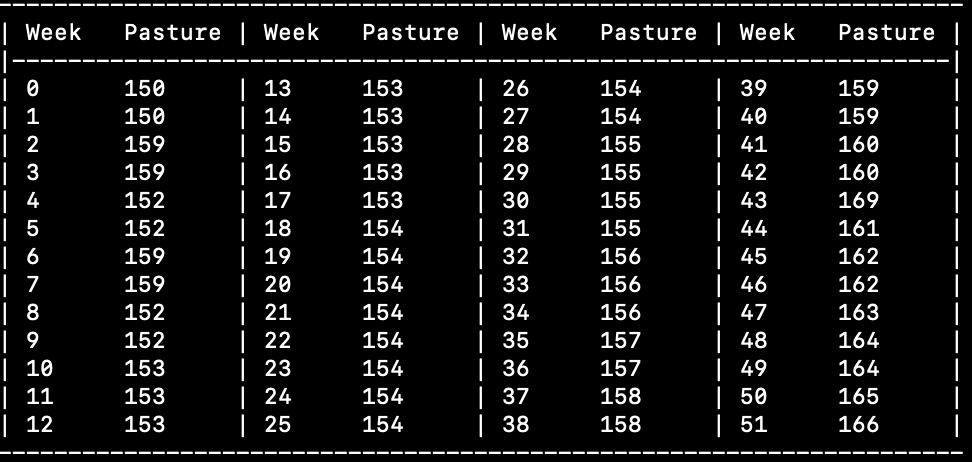 | Week Pasture | Week Pasture | Week Pasture | Week Pasture |
| 0 150 | 13 153 | 26 154 | 39 159 |
| 1 150 | 14 153 | 27 154 | 40 159 |
| 2 159 | 15 153 | 28 155 | 41 160 |
| 3 159 | 16 153 | 29 155 | 42 160 |
| 4 152 | 17 153 | 30 155 | 43 169 |
| 5 152 | 18 154 | 31 155 | 44 161 |
| 6 159 | 19 154 | 32 156 | 45 162 |
| 7 159 | 20 154 | 33 156 | 46 162 |
| 8 152 | 21 154 | 34 156 | 47 163 |
| 9 152 | 22 154 | 35 157 | 48 164 |
| 10 153 | 23 154 | 36 157 | 49 164 |
| 11 153 | 24 154 | 37 158 | 50 165 |
| 12 153 | 25 154 | 38 158 | 51 166 |